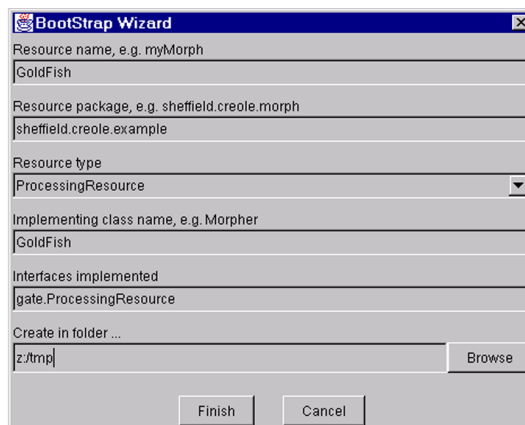 BootStrap Wizard
Resource name, e.g. myMorph
GoldFish
Resource package, e.g. sheffield.creole.morph
sheffield.creole.example
Resource type
ProcessingResource
Implementing class name, e.g. Morpher
GoldFish
Interfaces implemented
gate.ProcessingResource
Create in folder ...
z:/tmp
Browse
Finish Cancel